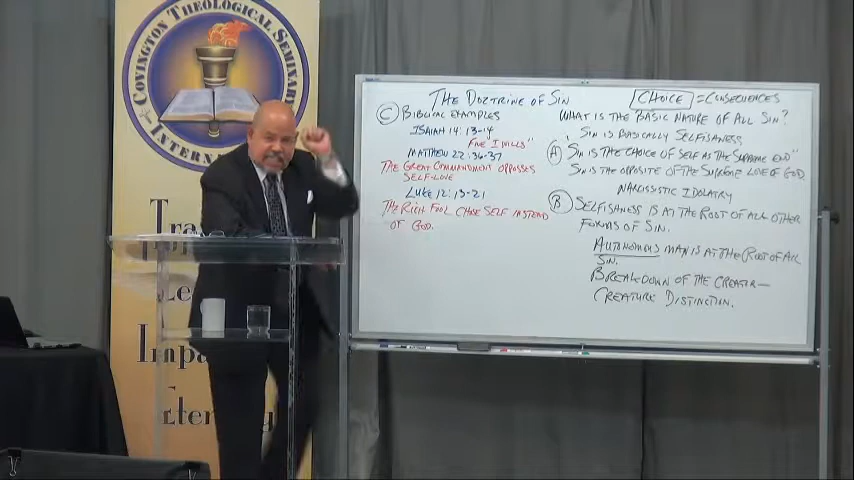 COVINGTON THEOLOGICAL SEMINARY
INTERNATIONAL
Tra
Le
Impa
Eter
THE DOCTRINE OF SIN
Ⓒ BIBLICAL EXAMPLES
ISAIAH 14:13-14
FIVE I WILLS"
MATTHEW 22:36-37
THE GREAT COMMANDMENT OPPOSES
SELF-LOVE
LUKE 12:13-21
THE RICH FOOL CHOSE SELF INSTEAD
OF GOD.
CHOICE = CONSEQUENCES
WHAT IS THE BASIC NATURE OF ALL SIN?
SIN IS BASICALLY SELFISHNESS
Ⓐ SIN IS THE CHOICE OF SELF AS THE SUPREME END"
SIN IS THE OPPOSITE OF THE SUPREME LOVE OF GOD.
NARCISSISTIC IDOLATRY
Ⓑ SELFISHNESS IS AT THE ROOT OF ALL OTHER
FORMS OF SIN.
AUTONOMOUS MAN IS AT THE ROOT OF ALL
SIN.
BREAKDOWN OF THE CREATOR-
CREATURE DISTINCTION.